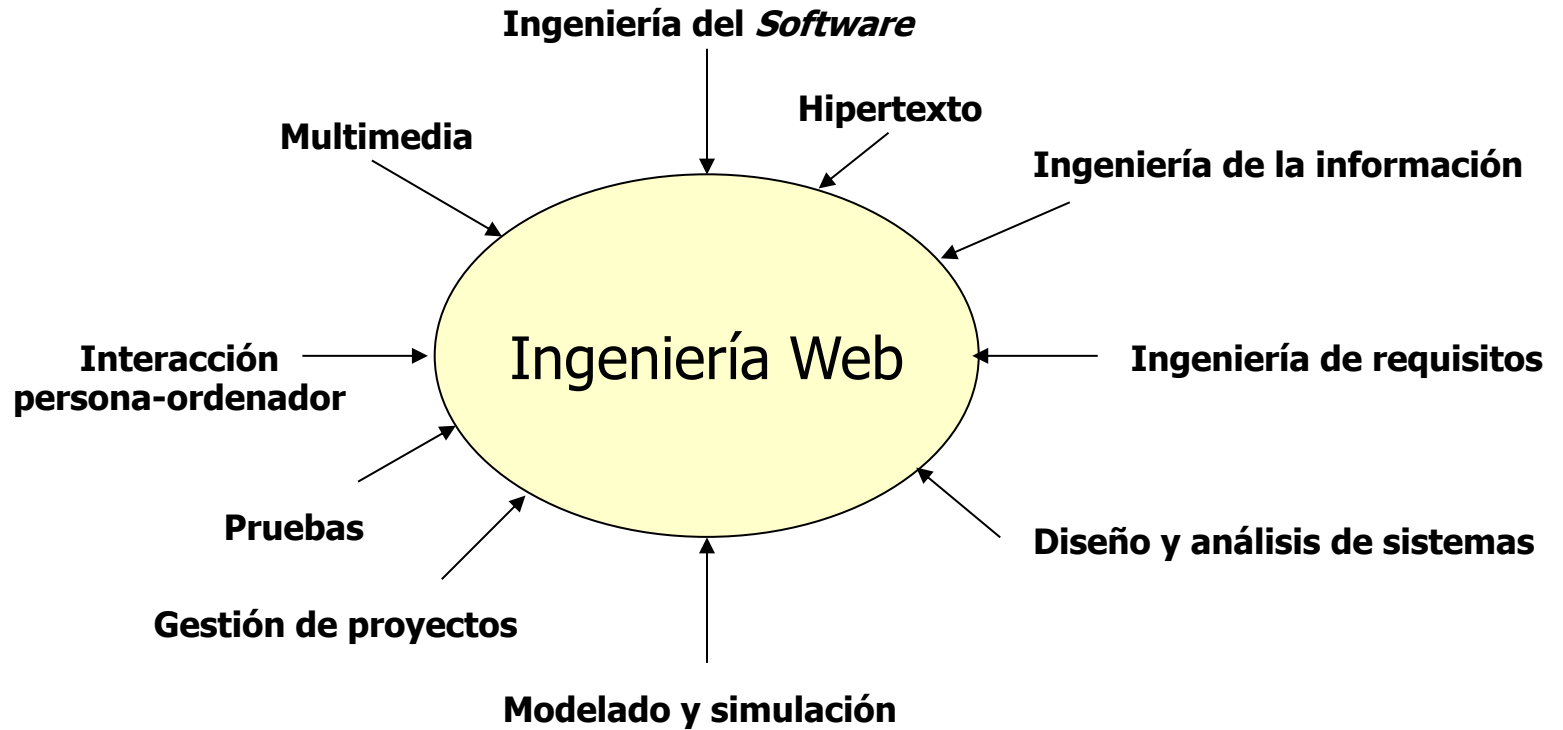 Ingeniería del Software
Hipertexto
Multimedia
Ingeniería de la información
Ingeniería Web
Interacción
persona-ordenador
Ingeniería de requisitos
Pruebas
Diseño y análisis de sistemas
Gestión de proyectos
Modelado y simulación